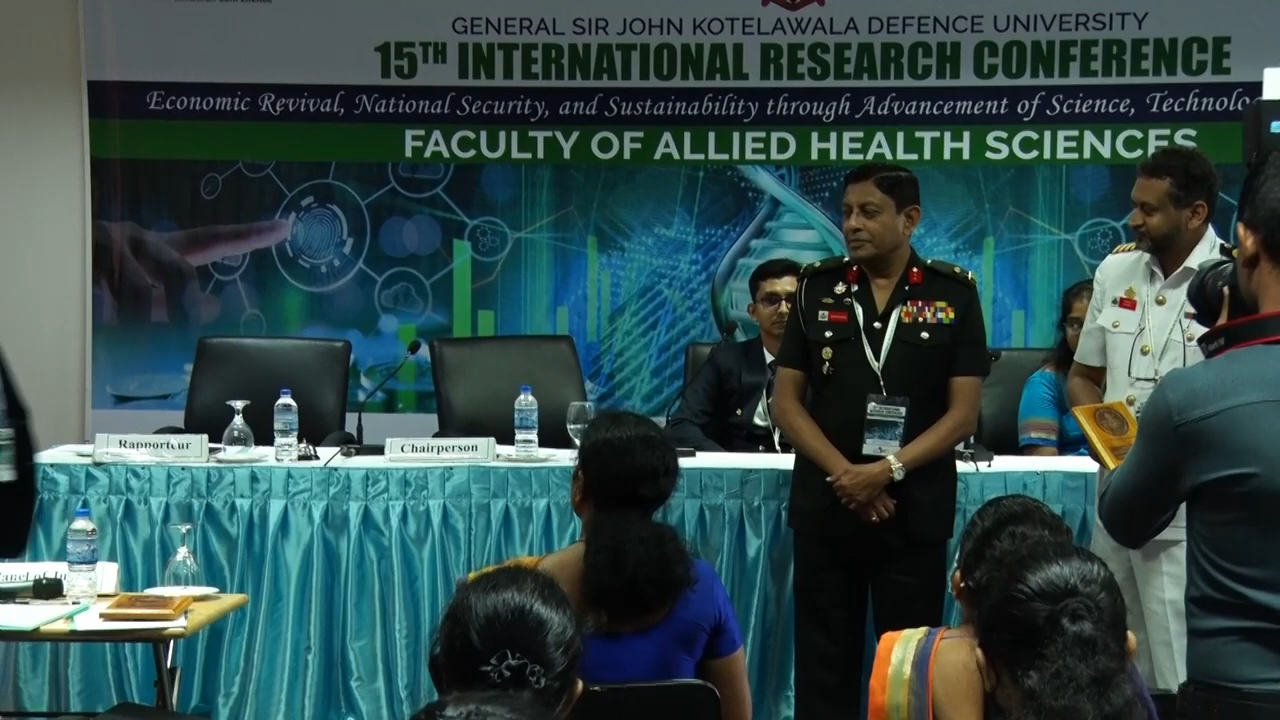 GENERAL SIR JOHN KOTELAWALA DEFENCE UNIVERSITY
15TH INTERNATIONAL RESEARCH CONFERENCE
Economic Revival, National Security, and Sustainability through Advancement of Science, Technolo
FACULTY OF ALLIED HEALTH SCIENCES
Rapporteur
Chairperson